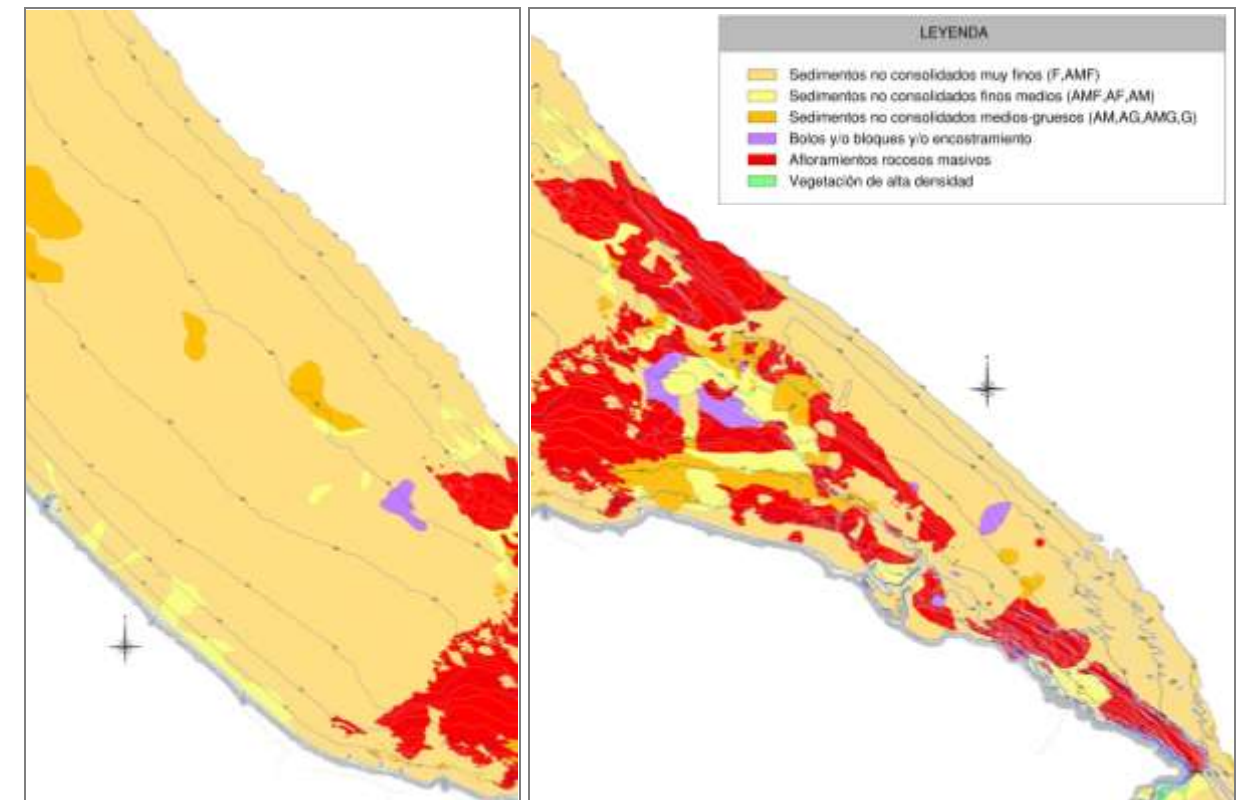 LEYENDA
Sedimentos no consolidados muy finos (F,AMF)
Sedimentos no consolidados finos medios (AMF,AF,AM)
Sedimentos no consolidados medios-gruesos (AM,AG,AMG,G)
Bolos y/o bloques y/o encostramiento
Afloramientos rocosos masivos
Vegetación de alta densidad